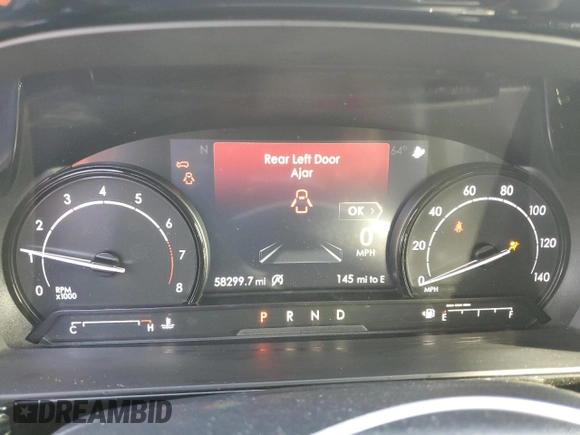 N
64°
Rear Left Door
Ajar
OK
0
MPH
58299.7 mi
145 mi to E
0 1 2 3 4 5 6 7 8
RPM
x1000
0 20 40 60 80 100 120 140
MPH
C H
P R N D
E F
DREAMBID